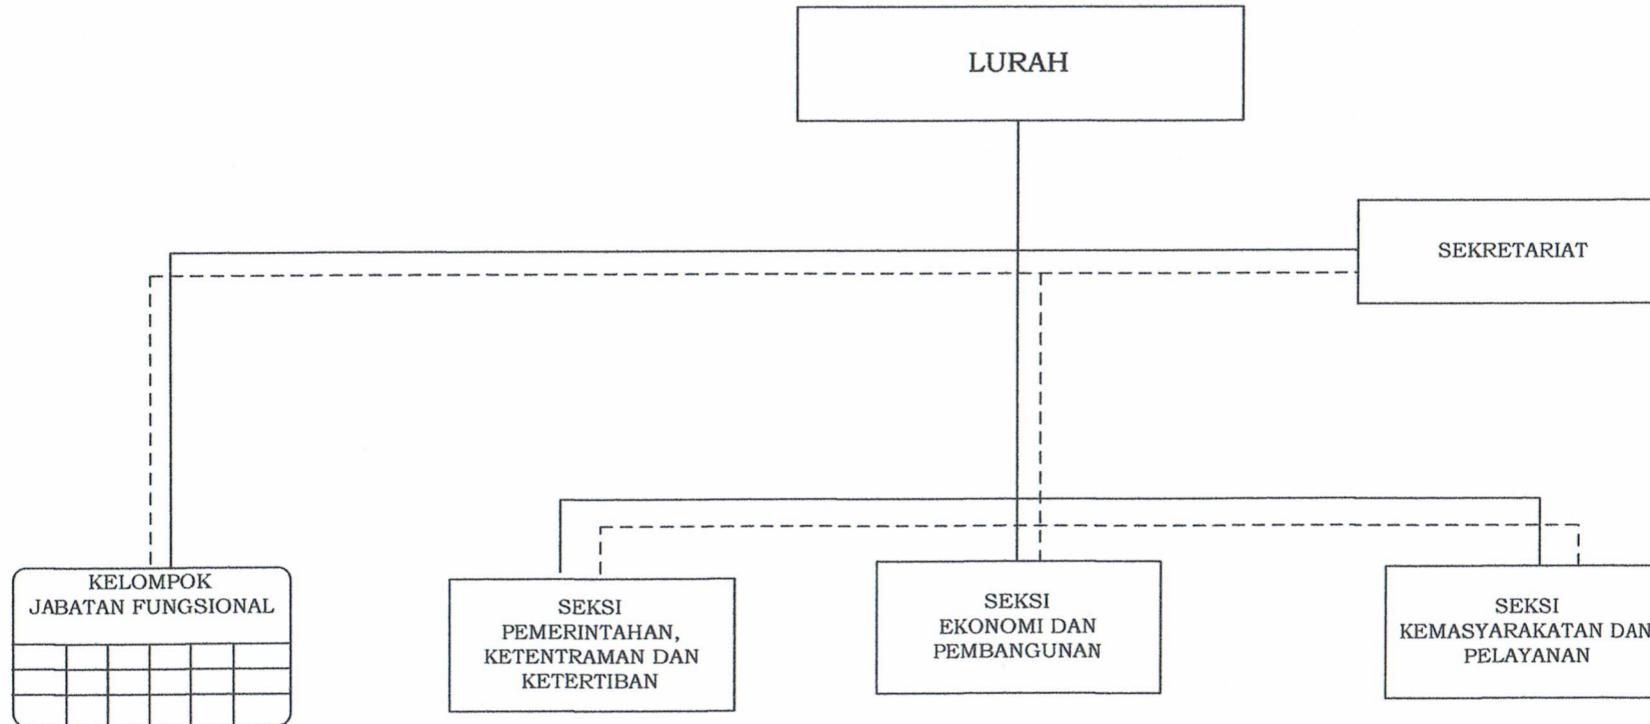 LURAH
SEKRETARIAT
KELOMPOK
JABATAN FUNGSIONAL
SEKSI
PEMERINTAHAN,
KETENTRAMAN DAN
KETERTIBAN
SEKSI
EKONOMI DAN
PEMBANGUNAN
SEKSI
KEMASYARAKATAN DAN
PELAYANAN